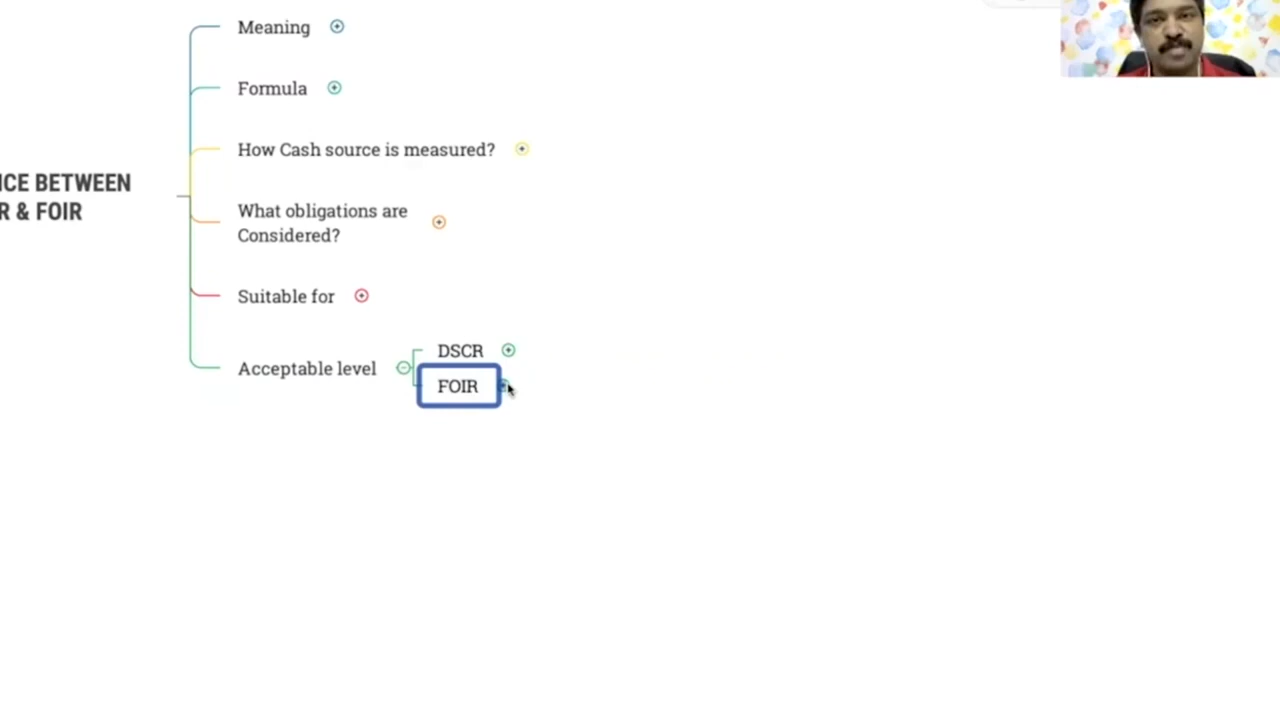 Meaning
Formula
How Cash source is measured?
BETWEEN
& FOIR
What obligations are
Considered?
Suitable for
Acceptable level
DSCR
FOIR